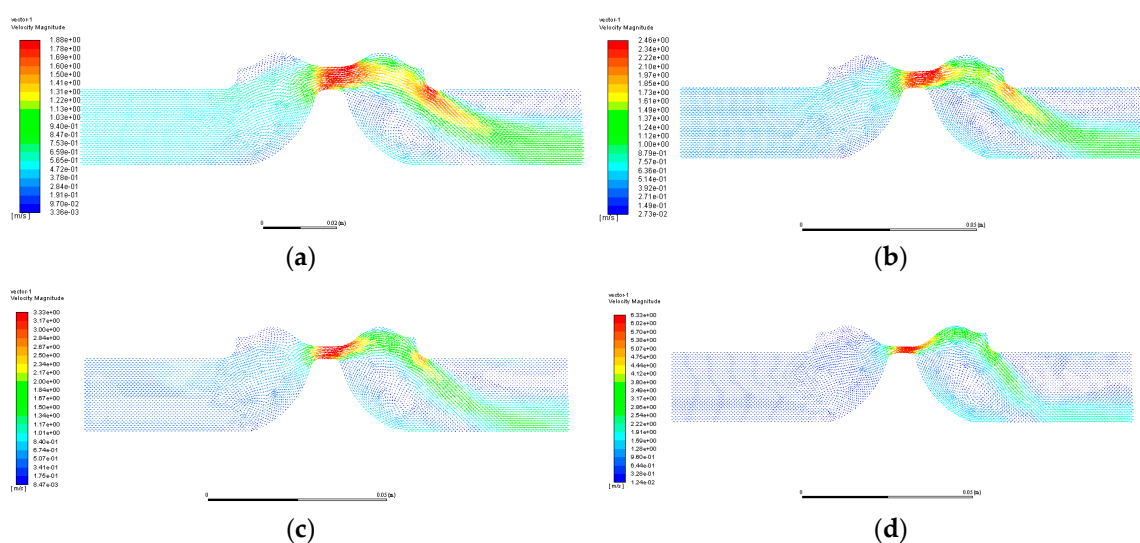 vector-1
Velocity Magnitude
1.88e+00
1.78e+00
1.69e+00
1.60e+00
1.50e+00
1.41e+00
1.31e+00
1.22e+00
1.13e+00
1.03e+00
9.40e-01
8.47e-01
7.53e-01
6.59e-01
5.65e-01
4.72e-01
3.78e-01
2.84e-01
1.91e-01
9.70e-02
3.36e-03
[m/s]
0
0.02 (m)
(a)
vector-1
Velocity Magnitude
2.46e+00
2.34e+00
2.22e+00
2.10e+00
1.97e+00
1.85e+00
1.73e+00
1.61e+00
1.49e+00
1.37e+00
1.24e+00
1.12e+00
1.00e+00
8.79e-01
7.57e-01
6.36e-01
5.14e-01
3.92e-01
2.71e-01
1.49e-01
2.73e-02
[m/s]
0
0.05 (m)
(b)
vector-1
Velocity Magnitude
3.33e+00
3.17e+00
3.00e+00
2.84e+00
2.67e+00
2.50e+00
2.34e+00
2.17e+00
2.00e+00
1.84e+00
1.67e+00
1.50e+00
1.34e+00
1.17e+00
1.01e+00
8.40e-01
6.74e-01
5.07e-01
3.41e-01
1.75e-01
8.47e-03
[m/s]
0
0.05 (m)
(c)
vector-1
Velocity Magnitude
6.33e+00
6.02e+00
5.70e+00
5.38e+00
5.07e+00
4.75e+00
4.44e+00
4.12e+00
3.80e+00
3.49e+00
3.17e+00
2.86e+00
2.54e+00
2.22e+00
1.91e+00
1.59e+00
1.28e+00
9.60e-01
6.44e-01
3.28e-01
1.24e-02
[m/s]
0
0.05 (m)
(d)